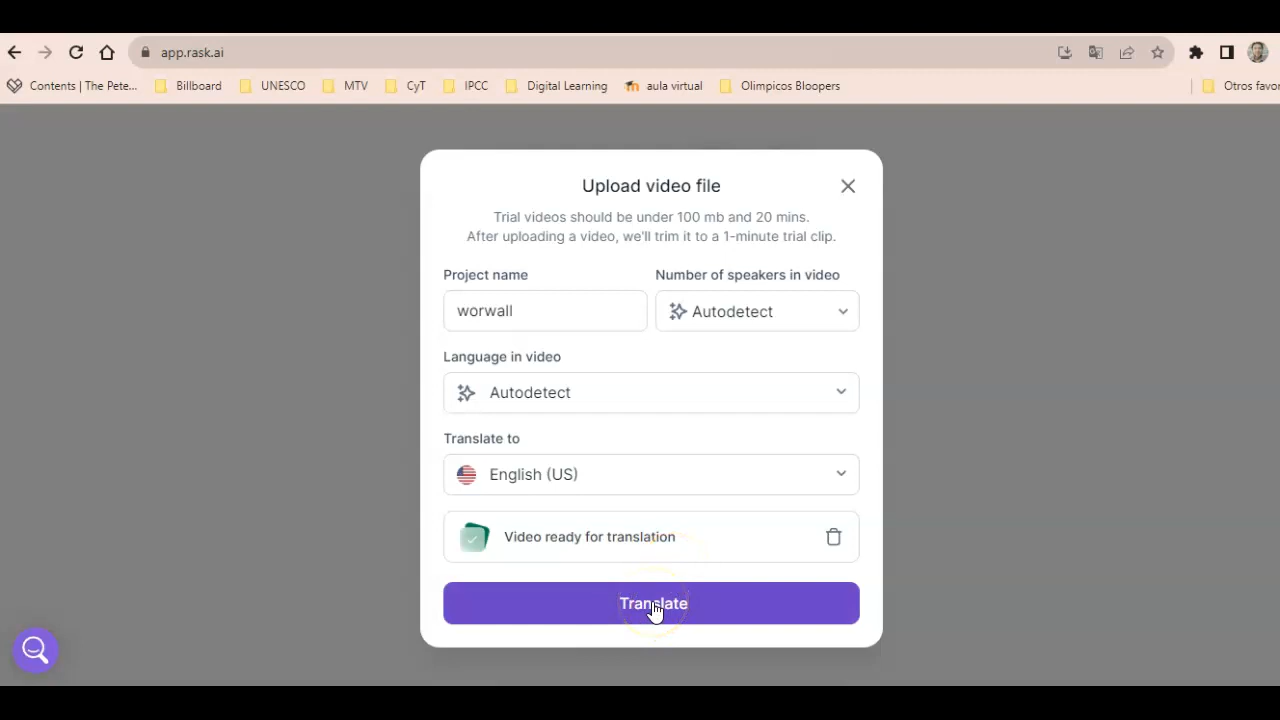 app.rask.ai
Contents | The Pete... Billboard UNESCO MTV CyT IPCC Digital Learning aula virtual Olimpicos Bloopers Otros favor
Upload video file
Trial videos should be under 100 mb and 20 mins.
After uploading a video, we'll trim it to a 1-minute trial clip.
Project name Number of speakers in video
worwall Autodetect
Language in video
Autodetect
Translate to
English (US)
Video ready for translation
Translate